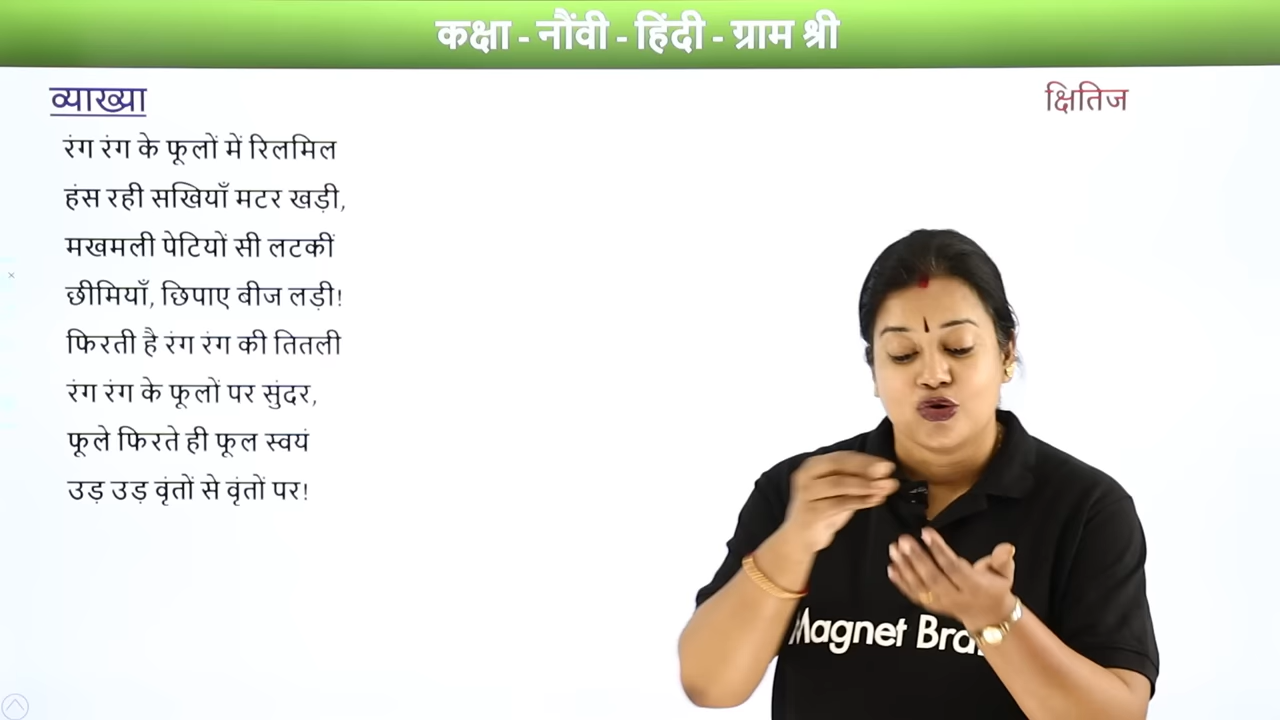 कक्षा - नौंवी - हिंदी - ग्राम श्री
व्याख्या
क्षितिज
रंग रंग के फूलों में रिलमिल
हंस रही सखियाँ मटर खड़ी,
मखमली पेटियों सी लटकीं
छीमियाँ, छिपाए बीज लड़ी!
फिरती है रंग रंग की तितली
रंग रंग के फूलों पर सुंदर,
फूले फिरते ही फूल स्वयं
उड़ उड़ वृंतों से वृंतों पर!
Magnet Bra